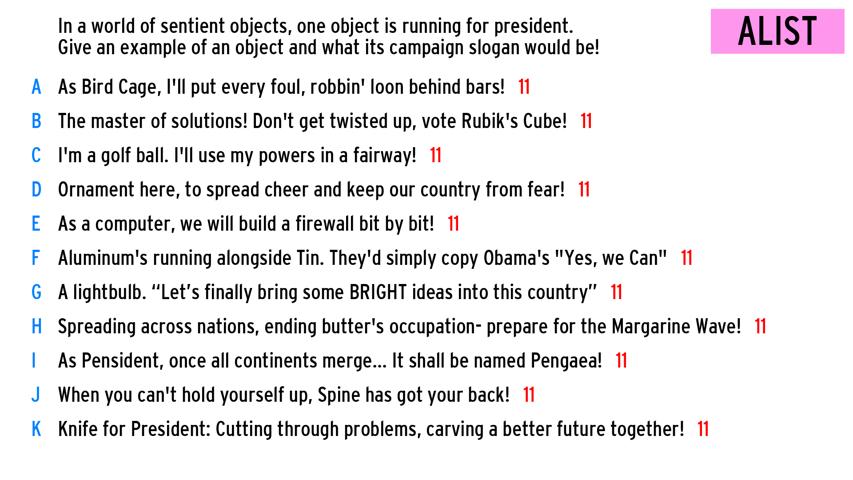 In a world of sentient objects, one object is running for president.
Give an example of an object and what its campaign slogan would be!
ALIST
A As Bird Cage, I'll put every foul, robbin' loon behind bars! 11
B The master of solutions! Don't get twisted up, vote Rubik's Cube! 11
C I'm a golf ball. I'll use my powers in a fairway! 11
D Ornament here, to spread cheer and keep our country from fear! 11
E As a computer, we will build a firewall bit by bit! 11
F Aluminum's running alongside Tin. They'd simply copy Obama's "Yes, we Can" 11
G A lightbulb. “Let’s finally bring some BRIGHT ideas into this country” 11
H Spreading across nations, ending butter's occupation- prepare for the Margarine Wave! 11
I As Pensident, once all continents merge... It shall be named Pengaea! 11
J When you can't hold yourself up, Spine has got your back! 11
K Knife for President: Cutting through problems, carving a better future together! 11